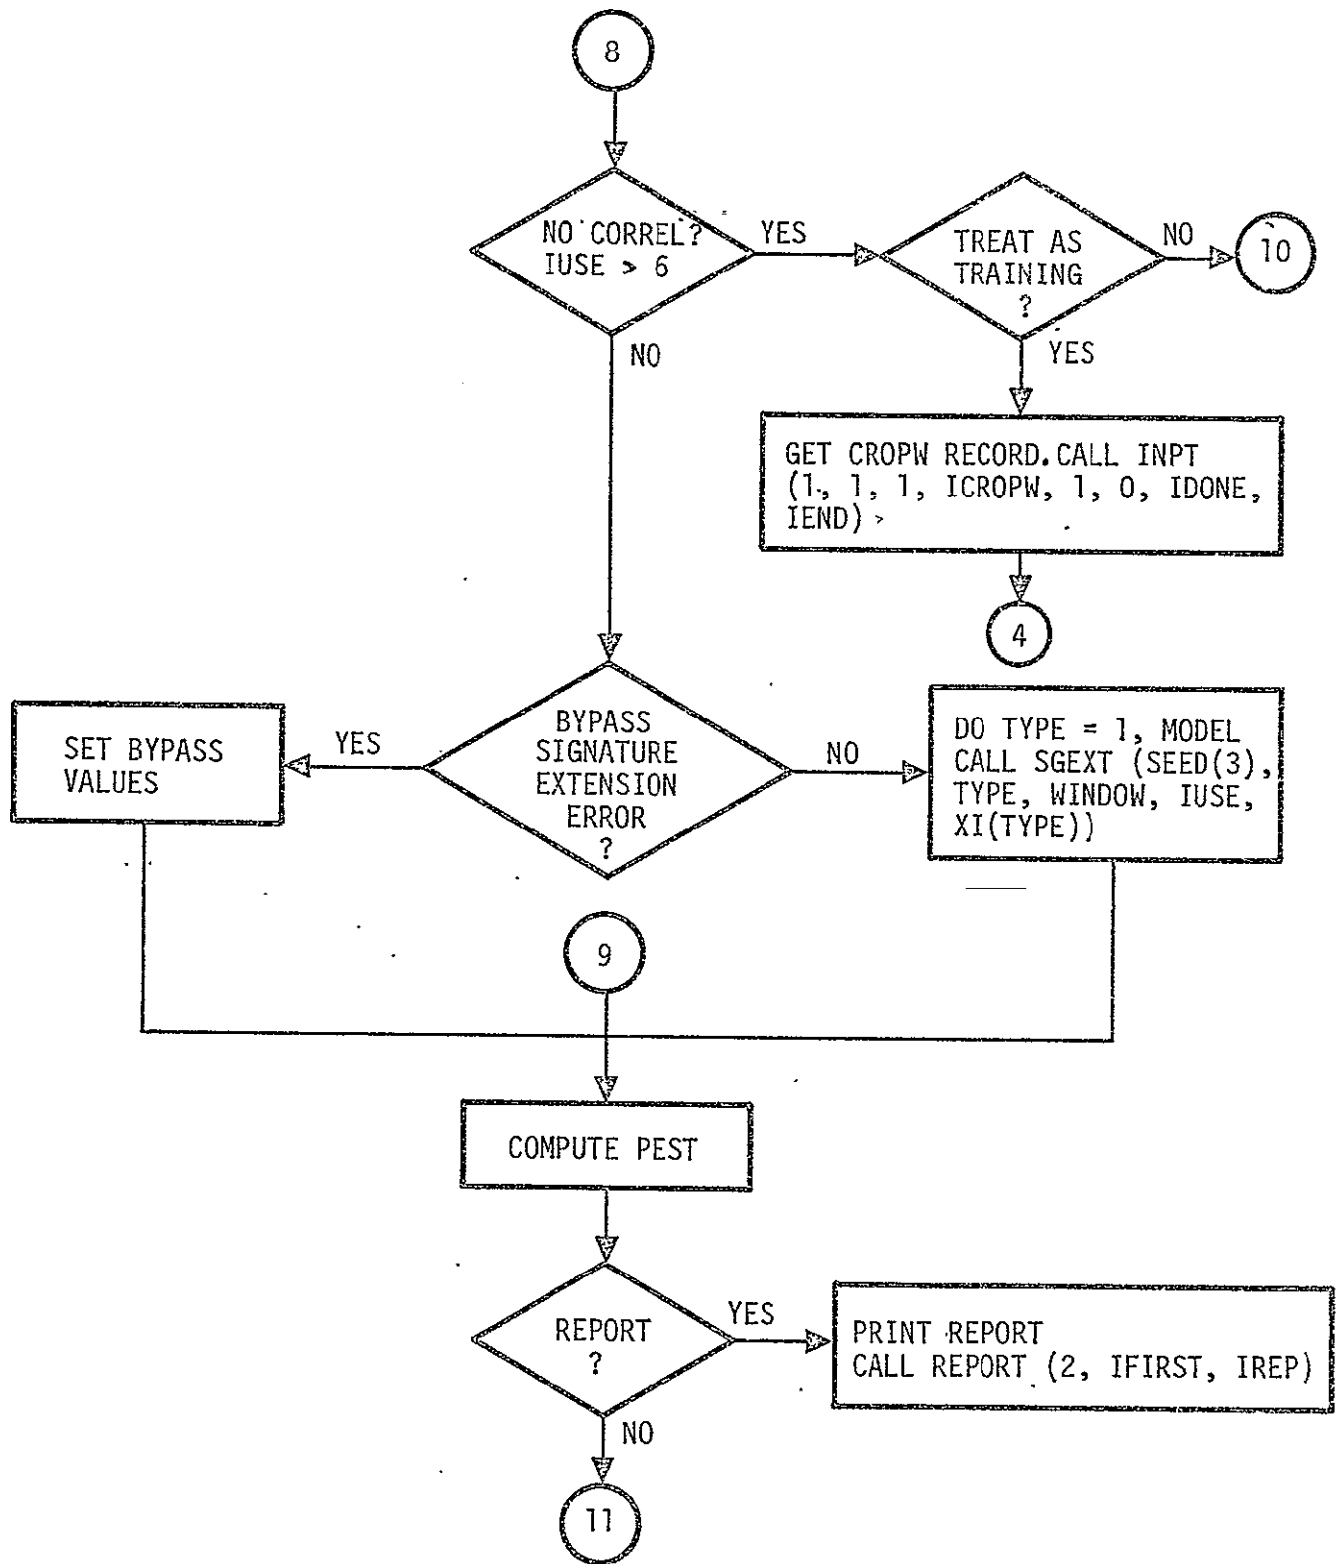 8
NO CORREL?
IUSE > 6
YES
NO
TREAT AS
TRAINING
?
NO
10
YES
GET CROPW RECORD. CALL INPT
(1, 1, 1, ICROPW, 1, 0, IDONE,
IEND)
4
BYPASS
SIGNATURE
EXTENSION
ERROR
?
YES
SET BYPASS
VALUES
NO
DO TYPE = 1, MODEL
CALL SGEXT (SEED(3),
TYPE, WINDOW, IUSE,
XI(TYPE))
9
COMPUTE PEST
REPORT
?
YES
PRINT REPORT
CALL REPORT (2, IFIRST, IREP)
NO
11